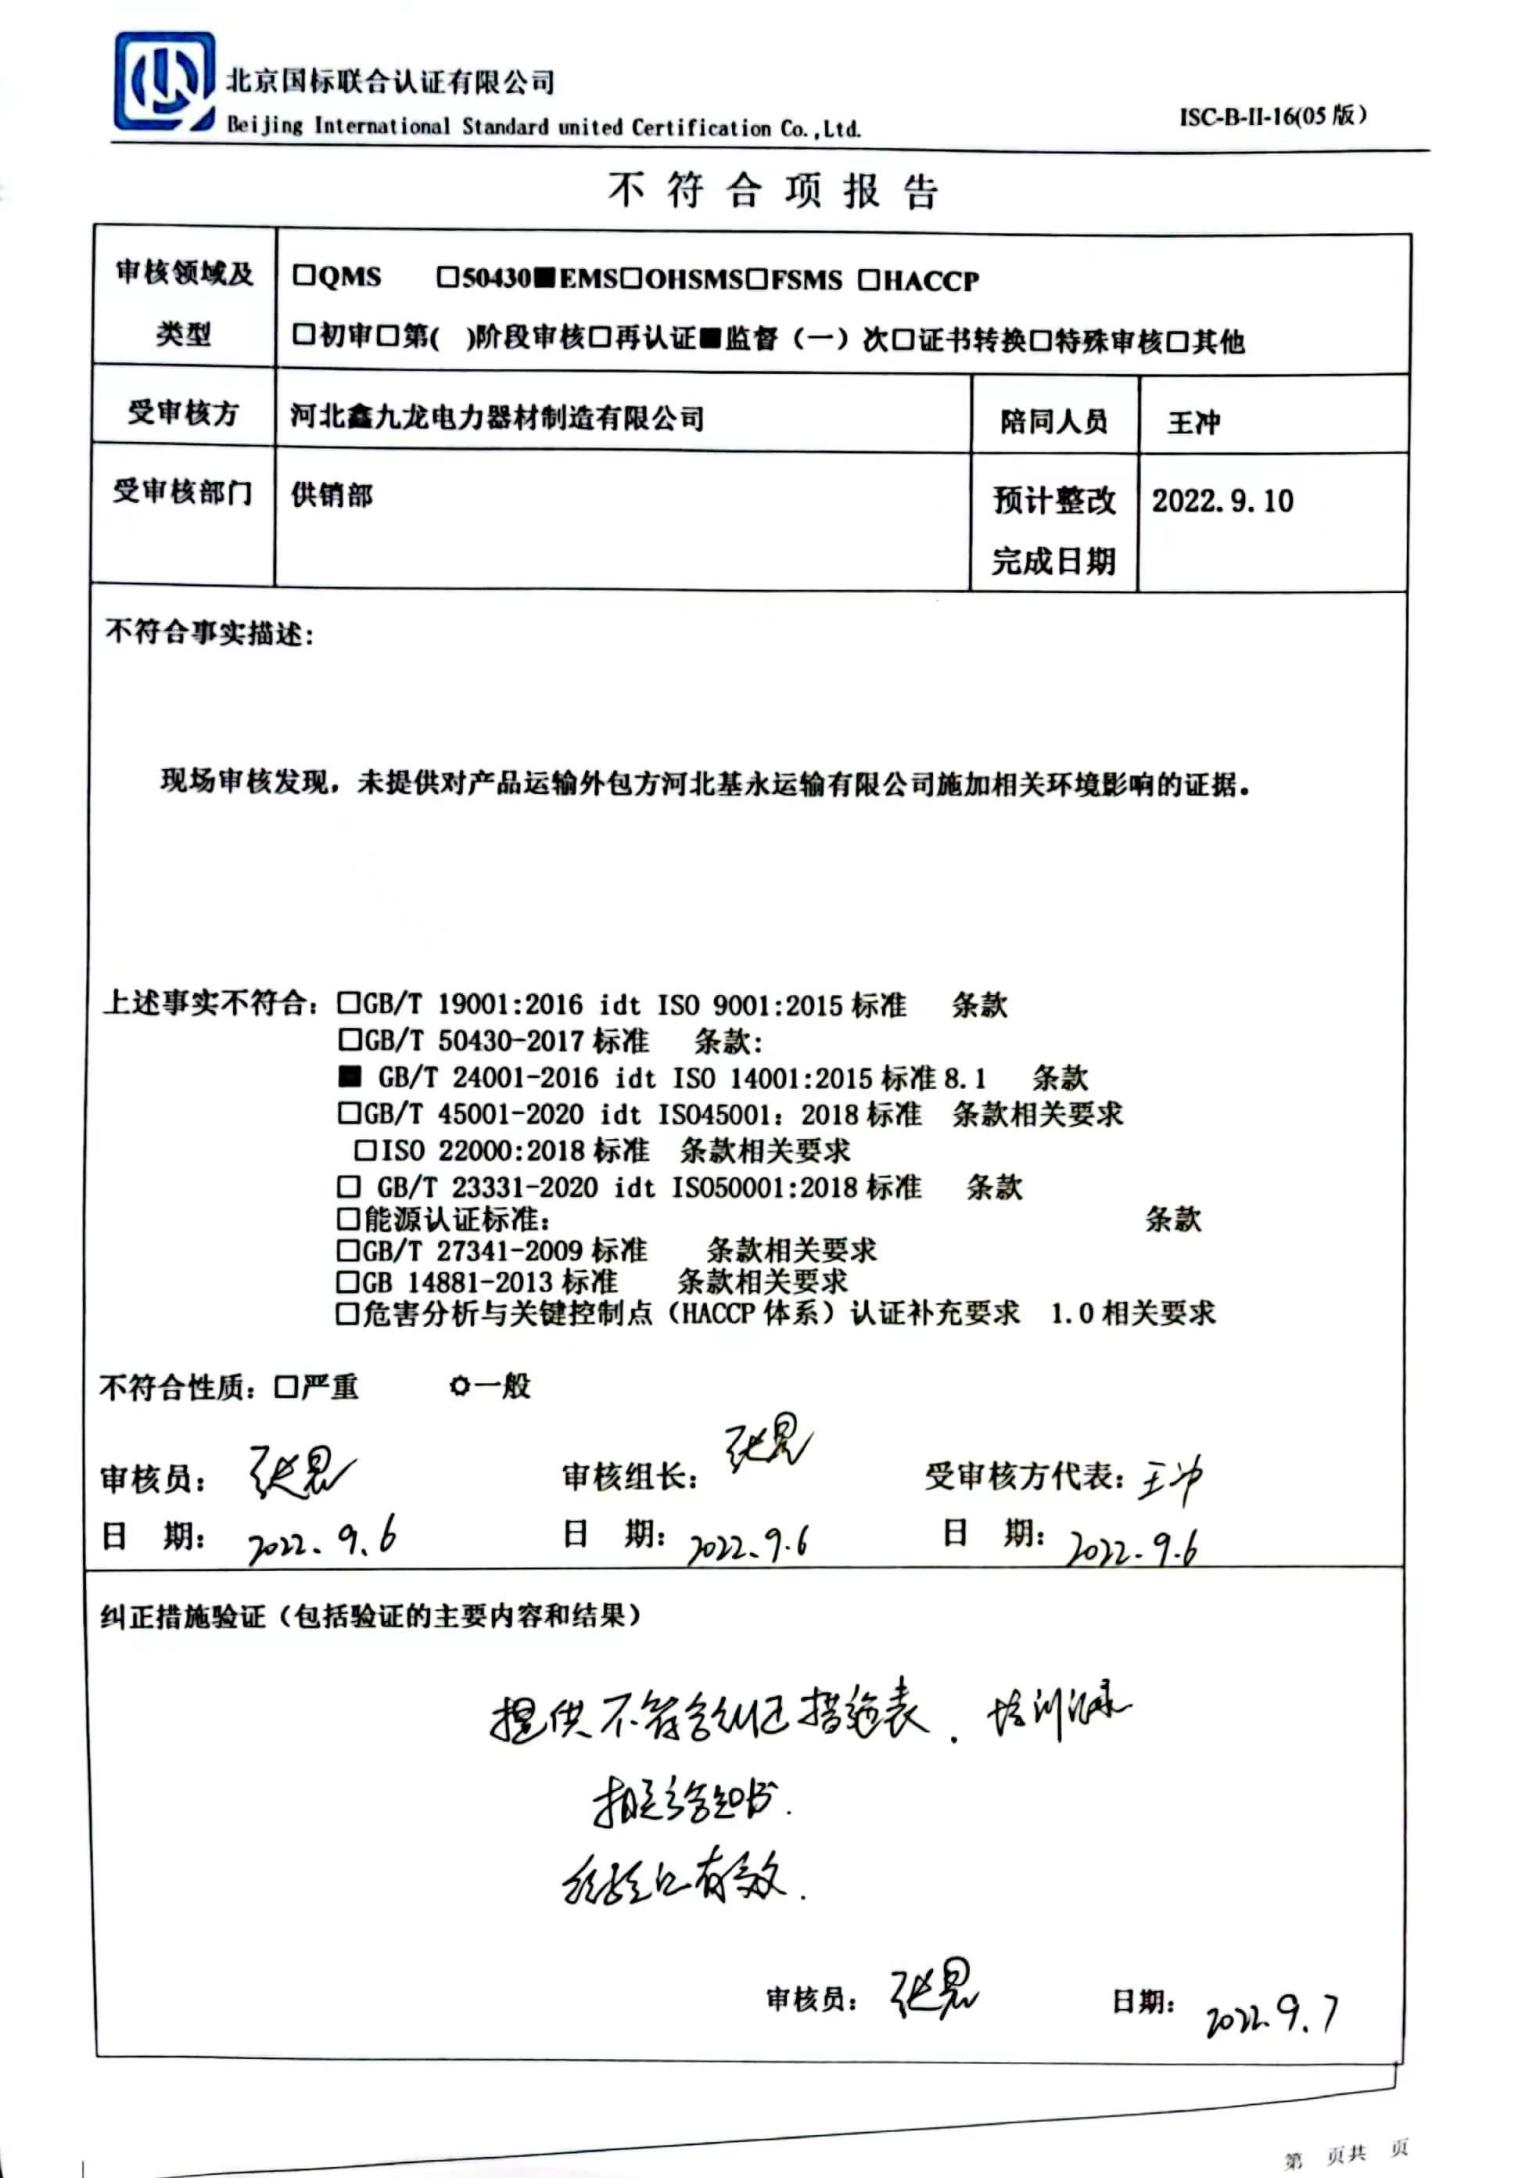 北京国标联合认证有限公司
Beijing International Standard united Certification Co.,Ltd.
ISC-B-II-16(05 版)
不符合项报告
审核领域及类型
□QMS □50430■EMS□OHSMS□FSMS □HACCP
□初审□第( )阶段审核□再认证■监督（一）次□证书转换□特殊审核□其他
受审核方 河北鑫九龙电力器材制造有限公司 陪同人员 王冲
受审核部门 供销部 预计整改完成日期 2022.9.10
不符合事实描述：
现场审核发现，未提供对产品运输外包方河北基永运输有限公司施加相关环境影响的证据。
上述事实不符合：□GB/T 19001:2016 idt ISO 9001:2015 标准 条款
□GB/T 50430-2017 标准 条款：
■ GB/T 24001-2016 idt ISO 14001:2015 标准 8.1 条款
□GB/T 45001-2020 idt ISO45001：2018 标准 条款相关要求
□ISO 22000:2018 标准 条款相关要求
□ GB/T 23331-2020 idt ISO50001:2018 标准 条款
□能源认证标准： 条款
□GB/T 27341-2009 标准 条款相关要求
□GB 14881-2013 标准 条款相关要求
□危害分析与关键控制点（HACCP 体系）认证补充要求 1.0 相关要求
不符合性质：□严重 ✪一般
审核员： 审核组长： 受审核方代表：王冲
日 期：2022.9.6 日 期：2022.9.6 日 期：2022.9.6
纠正措施验证（包括验证的主要内容和结果）
提供不符合纠正措施表. 培训记录
相关方告知书.
经验证有效.
审核员： 日期：2022.9.7
第 页共 页